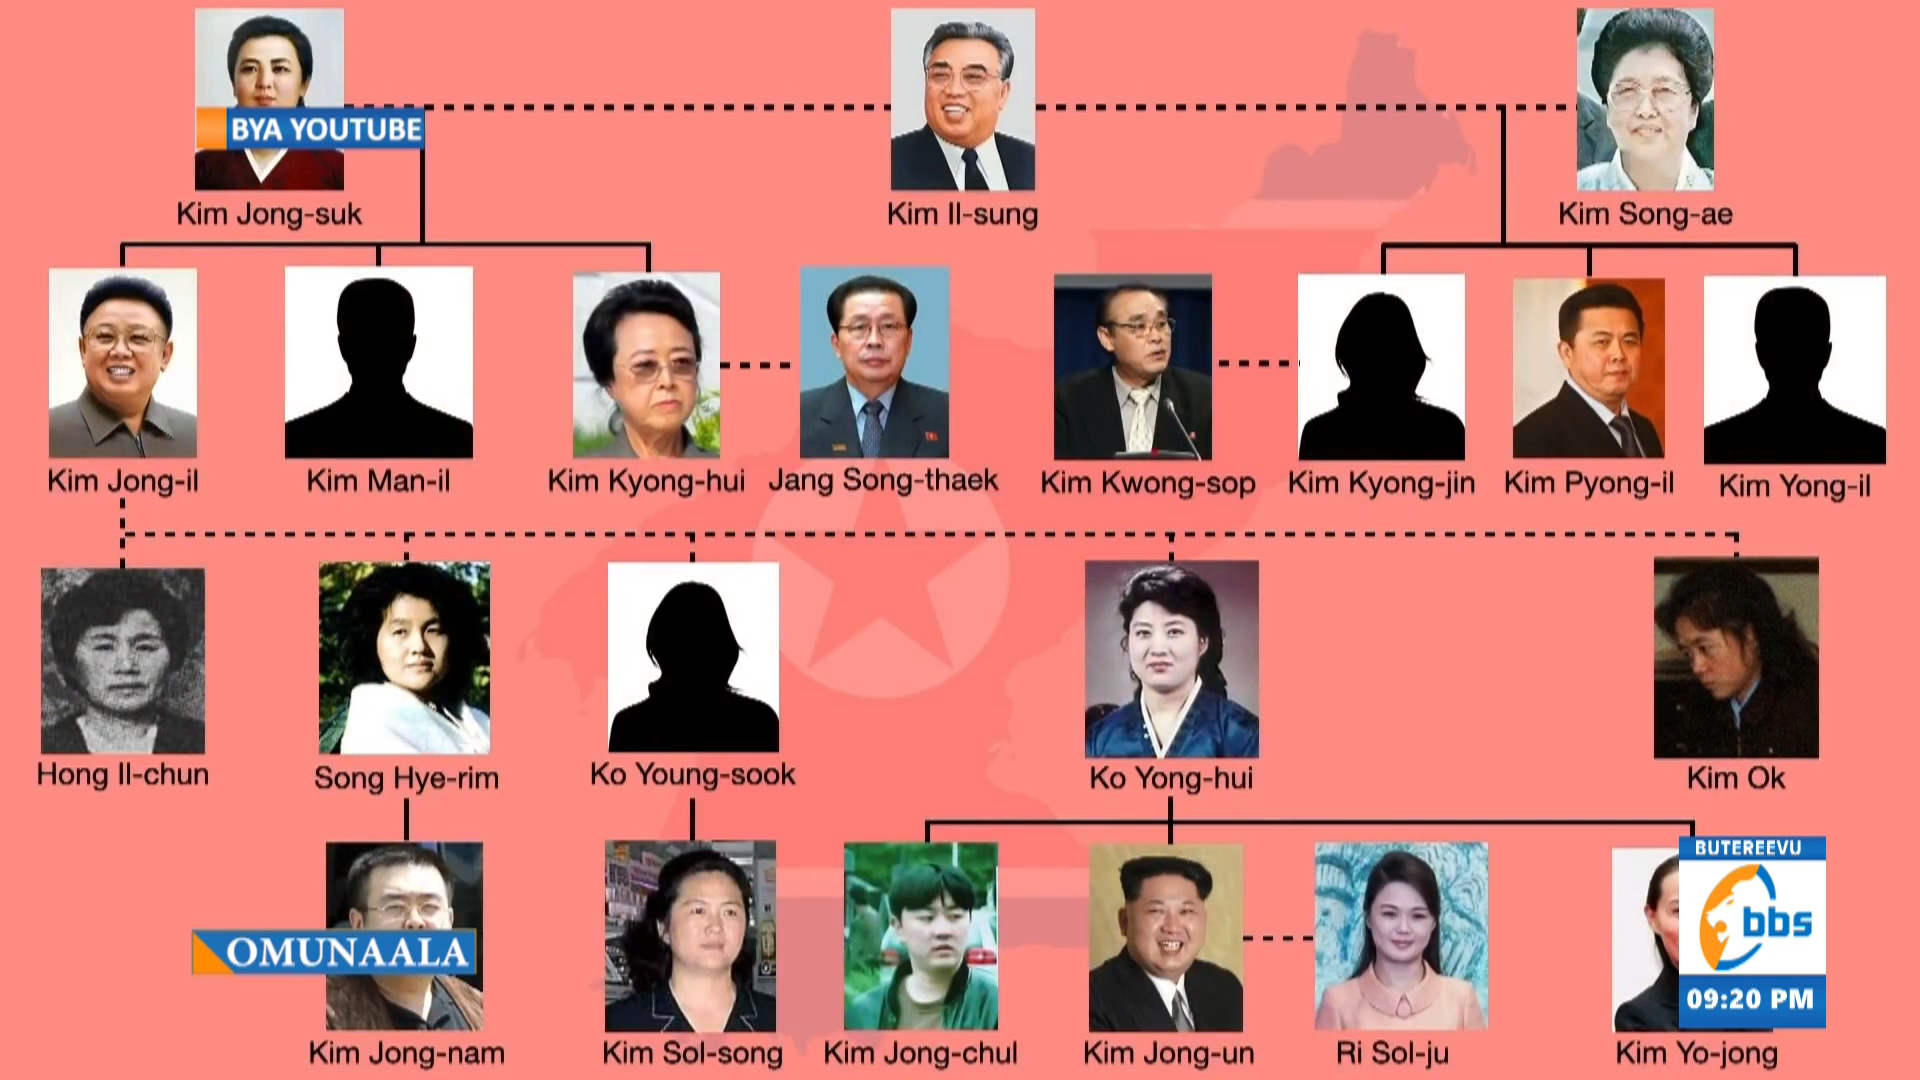 BYA YOUTUBE
Kim Jong-suk
Kim Il-sung
Kim Song-ae
Kim Jong-il
Kim Man-il
Kim Kyong-hui
Jang Song-thaek
Kim Kwong-sop
Kim Kyong-jin
Kim Pyong-il
Kim Yong-il
Hong Il-chun
Song Hye-rim
Ko Young-sook
Ko Yong-hui
Kim Ok
BUTEREEVU
bbs
OMUNAALA
09:20 PM
Kim Jong-nam
Kim Sol-song
Kim Jong-chul
Kim Jong-un
Ri Sol-ju
Kim Yo-jong